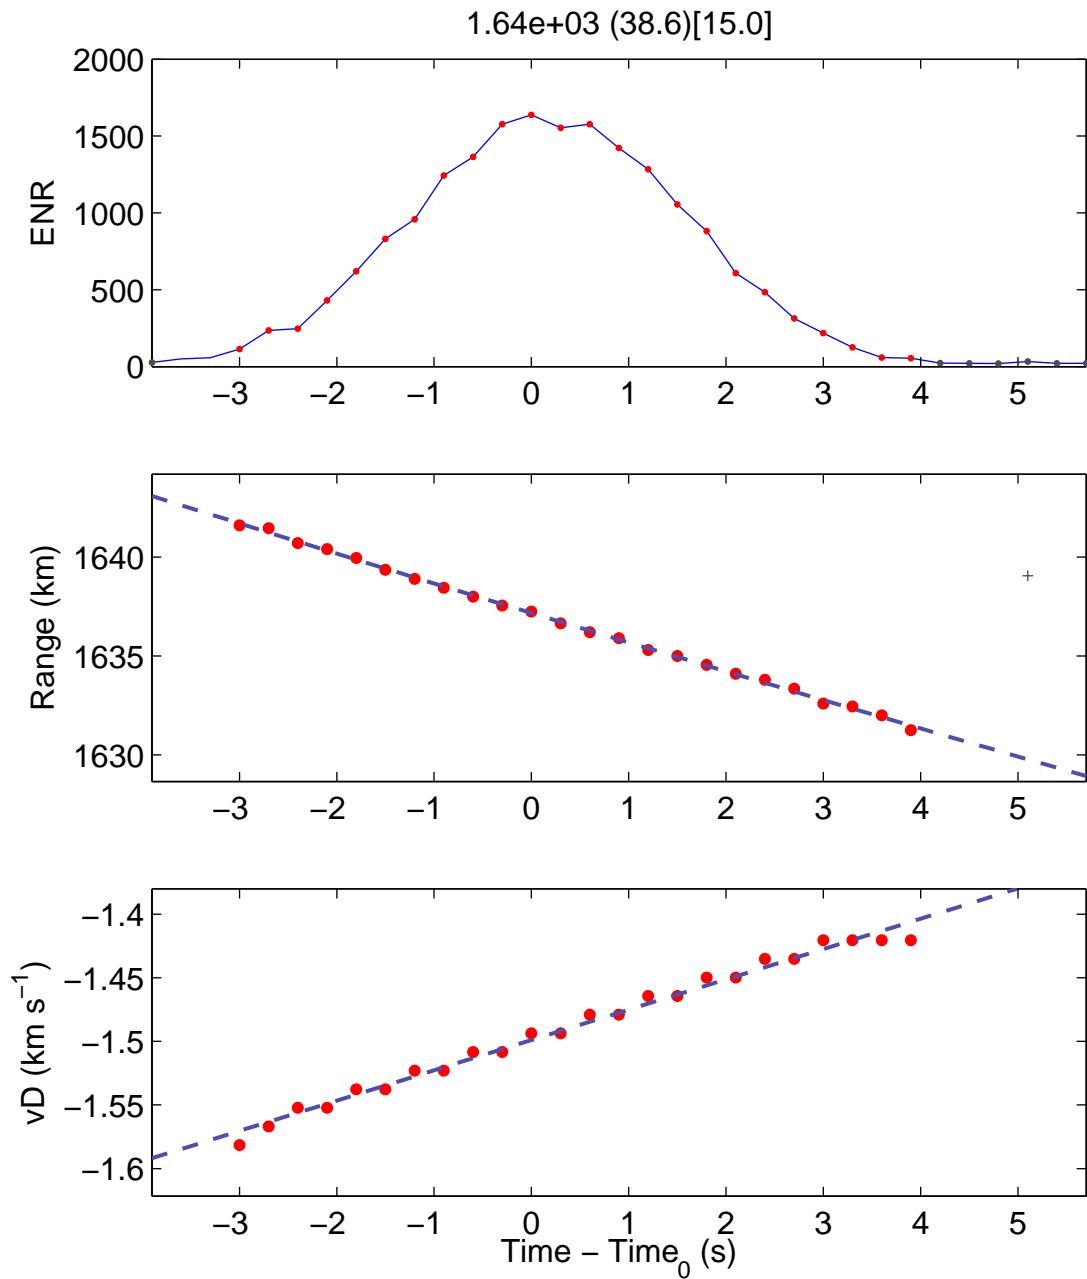 1.64e+03 (38.6)[15.0]
2000
1500
1000
500
0
ENR
−3 −2 −1 0 1 2 3 4 5
1640
1635
1630
Range (km)
−3 −2 −1 0 1 2 3 4 5
−1.4
−1.45
−1.5
−1.55
−1.6
vD (km s⁻¹)
−3 −2 −1 0 1 2 3 4 5
Time − Time₀ (s)